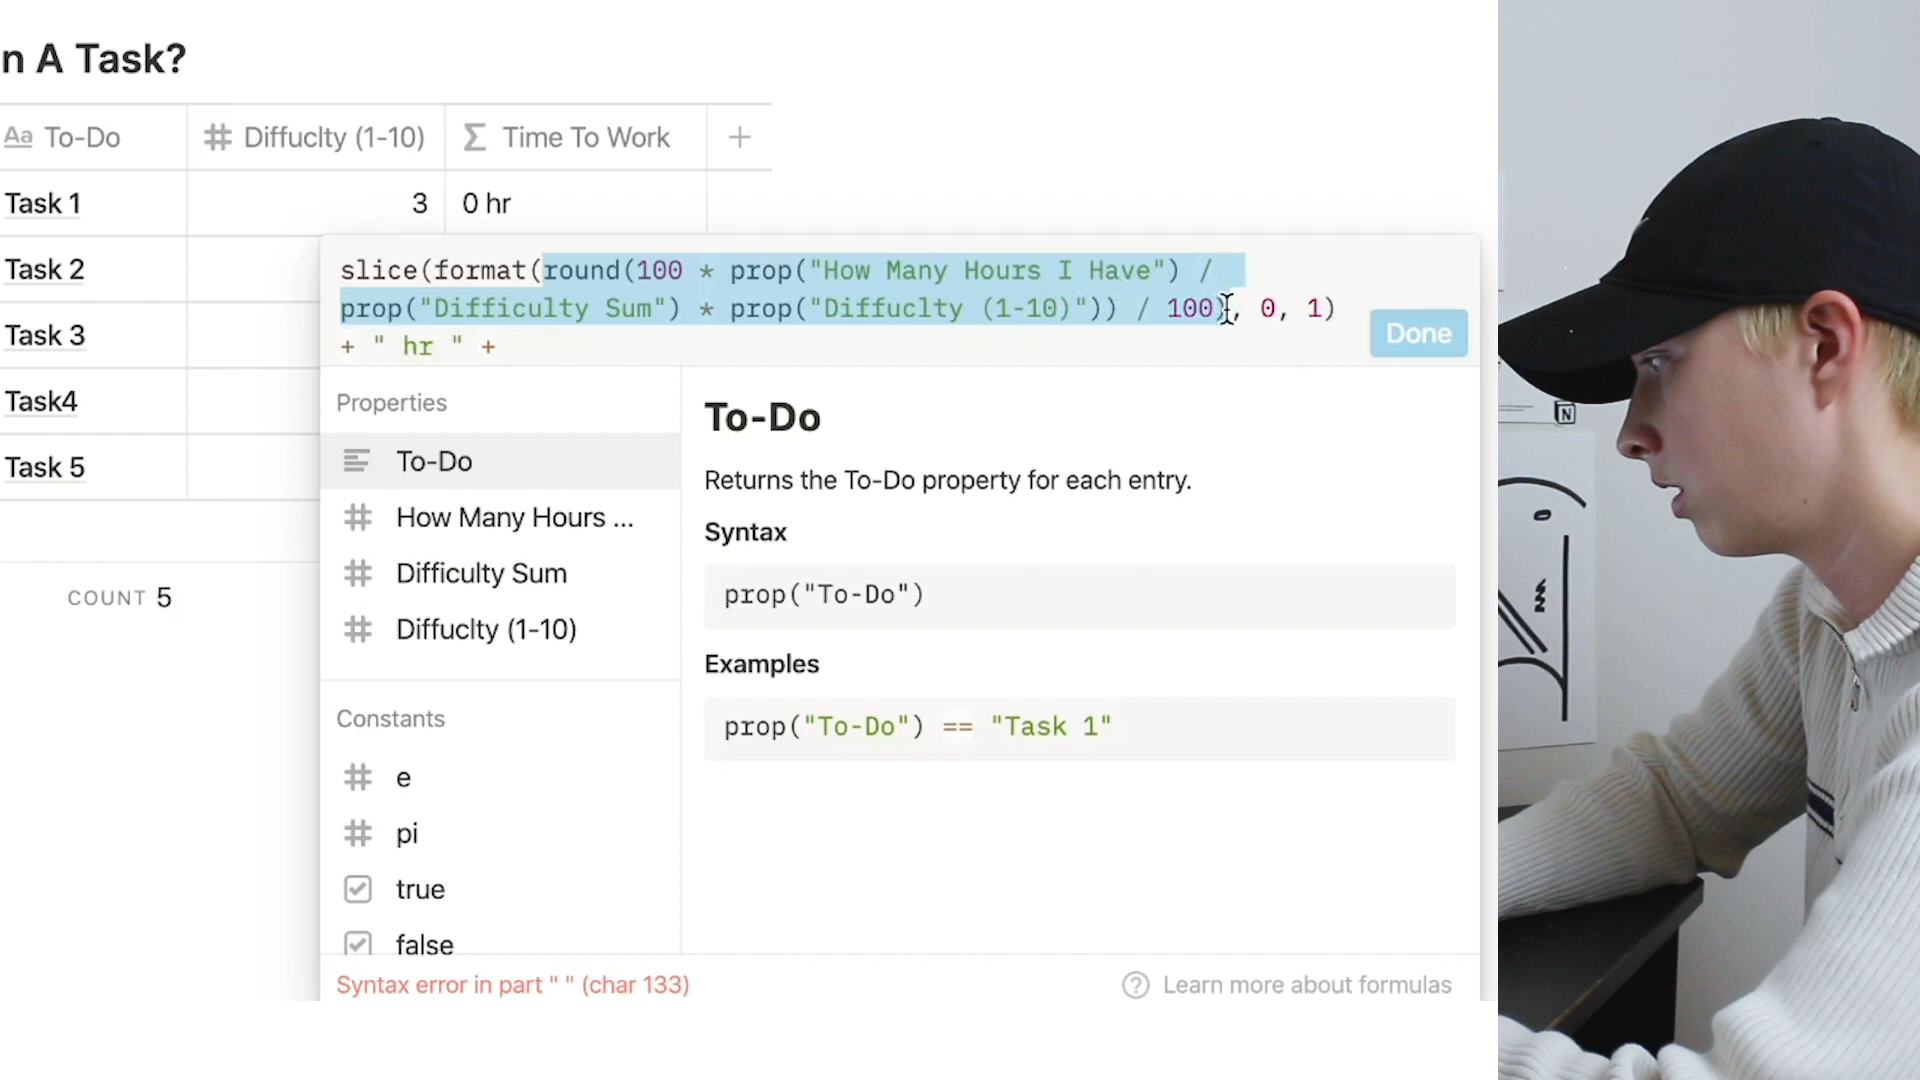 n A Task?
Aa To-Do
Diffuclty (1-10)
Σ Time To Work
+
Task 1
3
0 hr
Task 2
Task 3
Task4
Task 5
COUNT 5
slice(format(round(100 * prop("How Many Hours I Have") /
prop("Difficulty Sum") * prop("Diffuclty (1-10)")) / 100), 0, 1)
+ " hr " +
Done
Properties
To-Do
How Many Hours ...
Difficulty Sum
Diffuclty (1-10)
Constants
e
pi
true
false
To-Do
Returns the To-Do property for each entry.
Syntax
prop("To-Do")
Examples
prop("To-Do") == "Task 1"
Syntax error in part " " (char 133)
? Learn more about formulas
N